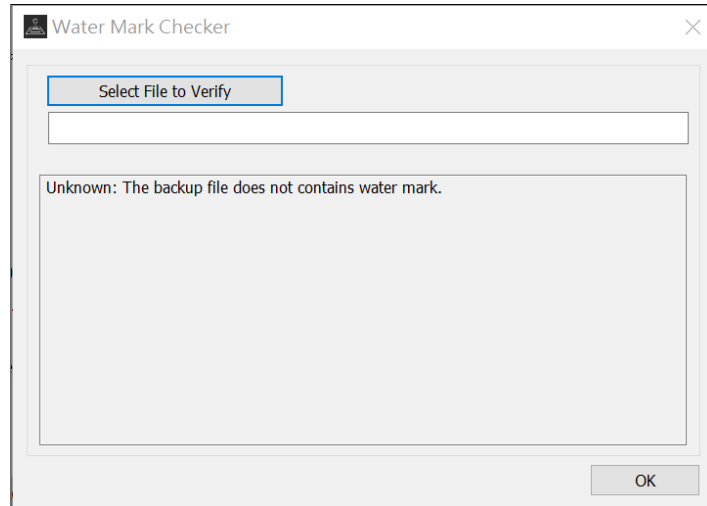 Water Mark Checker
Select File to Verify
Unknown: The backup file does not contains water mark.
OK